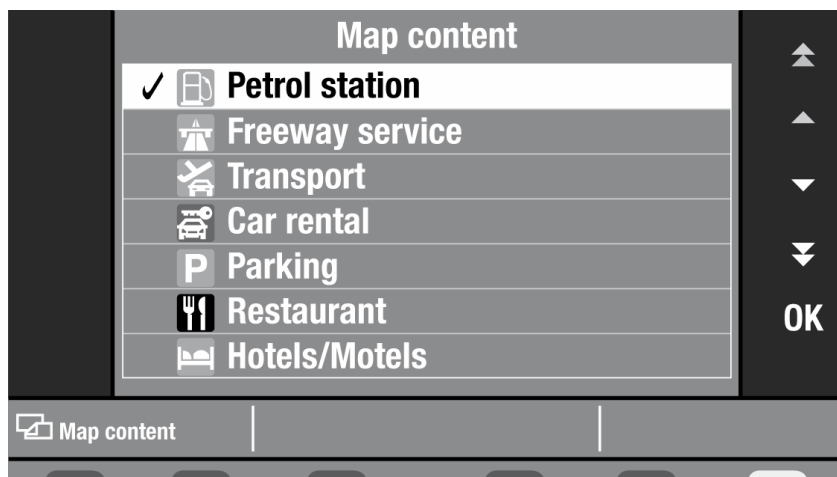 Map content
Petrol station
Freeway service
Transport
Car rental
P Parking
Restaurant
Hotels/Motels
OK
Map content